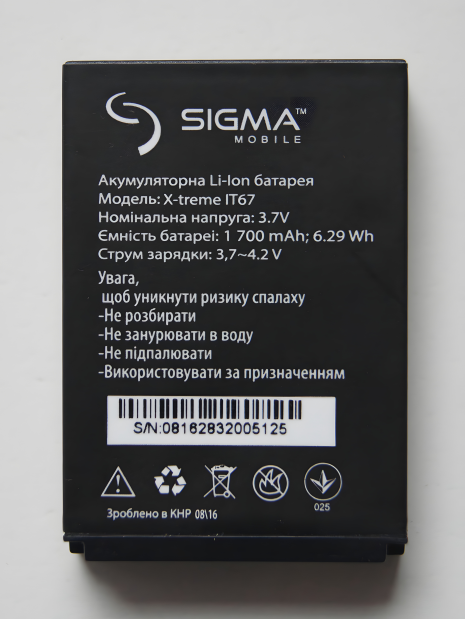 SIGMA™
MOBILE
Акумуляторна Li-Ion батарея
Модель: X-treme IT67
Номінальна напруга: 3.7V
Ємність батареї: 1 700 mAh; 6.29 Wh
Струм зарядки: 3,7~4.2 V
Увага,
щоб уникнути ризику спалаху
-Не розбирати
-Не занурювати в воду
-Не підпалювати
-Використовувати за призначенням
S/N:08162832005125
025
Зроблено в КНР 08\16